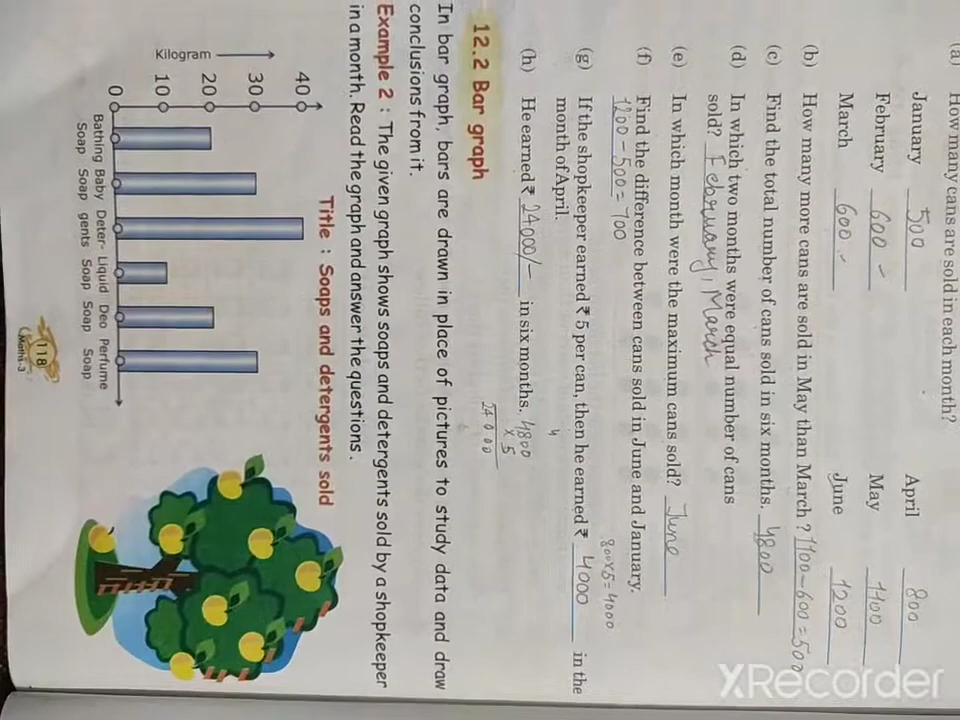 (a) How many cans are sold in each month?
January 500 April 800
February 600 - May 1100
March 600 - June 1200
(b) How many more cans are sold in May than March ? 1100-600=500
(c) Find the total number of cans sold in six months. 4800
(d) In which two months were equal number of cans
sold? February, March
(e) In which month were the maximum cans sold? June
(f) Find the difference between cans sold in June and January.
1200-500=700
800×5=4000
(g) If the shopkeeper earned ₹ 5 per can, then he earned ₹ 4000 in the
month of April.
4
(h) He earned ₹ 24000/- in six months. 4800
× 5
24000
12.2 Bar graph
In bar graph, bars are drawn in place of pictures to study data and draw
conclusions from it.
Example 2 : The given graph shows soaps and detergents sold by a shopkeeper
in a month. Read the graph and answer the questions.
Title : Soaps and detergents sold
40
30
20
10
0
Kilogram
Bathing Soap
Baby Soap
Deter-gents
Liquid Soap
Deo Soap
Perfume Soap
118
Maths-3
XRecorder